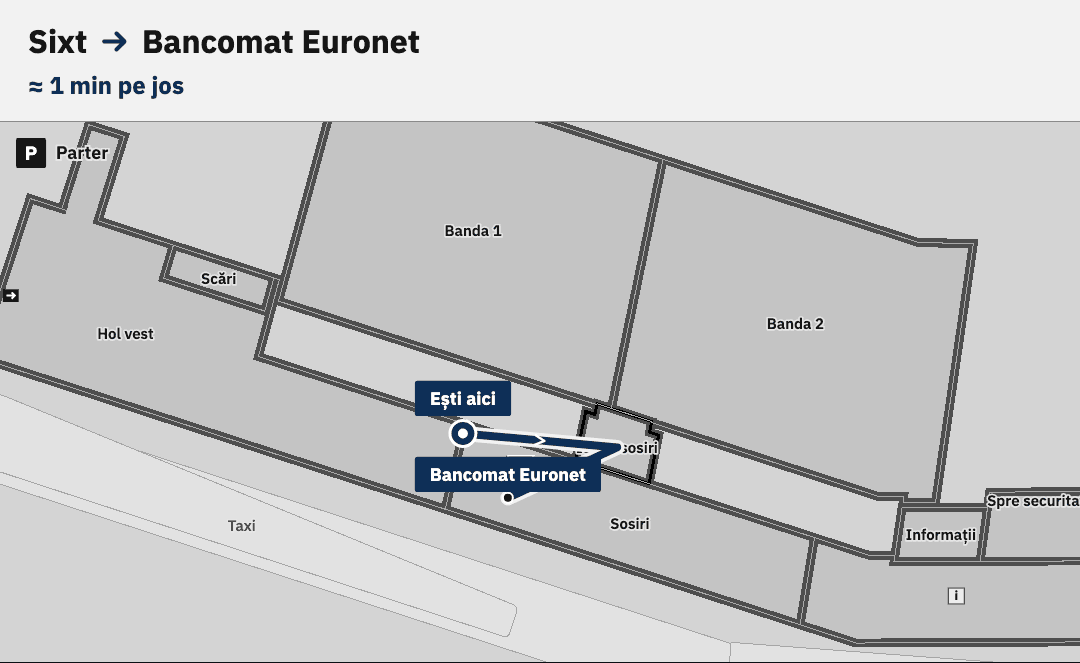 Sixt → Bancomat Euronet
≈ 1 min pe jos
P Parter
Banda 1
Scări
Banda 2
Hol vest
Ești aici
sosiri
Bancomat Euronet
Spre securita
Sosiri
Taxi
Informații
i